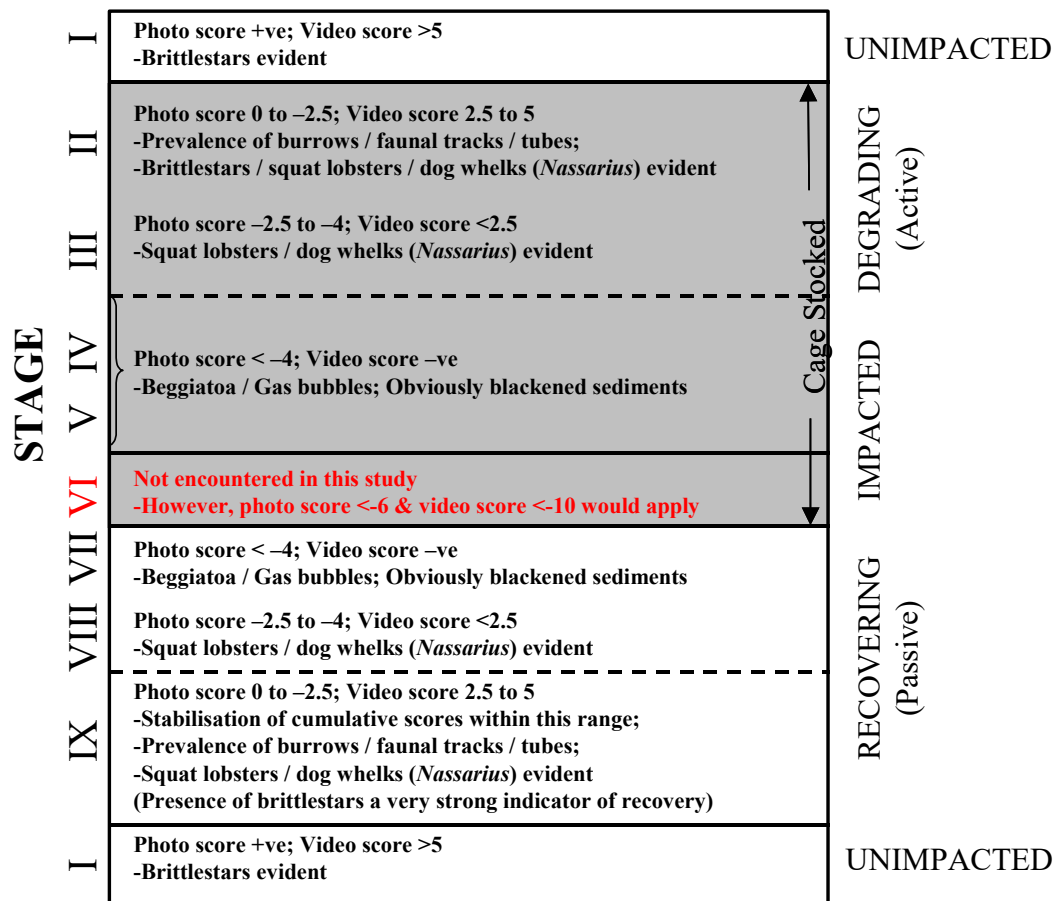 STAGE
I
Photo score +ve; Video score >5
-Brittlestars evident
UNIMPACTED
II
Photo score 0 to –2.5; Video score 2.5 to 5
-Prevalence of burrows / faunal tracks / tubes;
-Brittlestars / squat lobsters / dog whelks (Nassarius) evident
III
Photo score –2.5 to –4; Video score <2.5
-Squat lobsters / dog whelks (Nassarius) evident
DEGRADING
(Active)
Cage Stocked
IV
V
Photo score < –4; Video score –ve
-Beggiatoa / Gas bubbles; Obviously blackened sediments
IMPACTED
VI
Not encountered in this study
-However, photo score <-6 & video score <-10 would apply
VII
Photo score < –4; Video score –ve
-Beggiatoa / Gas bubbles; Obviously blackened sediments
VIII
Photo score –2.5 to –4; Video score <2.5
-Squat lobsters / dog whelks (Nassarius) evident
RECOVERING
(Passive)
IX
Photo score 0 to –2.5; Video score 2.5 to 5
-Stabilisation of cumulative scores within this range;
-Prevalence of burrows / faunal tracks / tubes;
-Squat lobsters / dog whelks (Nassarius) evident
(Presence of brittlestars a very strong indicator of recovery)
I
Photo score +ve; Video score >5
-Brittlestars evident
UNIMPACTED